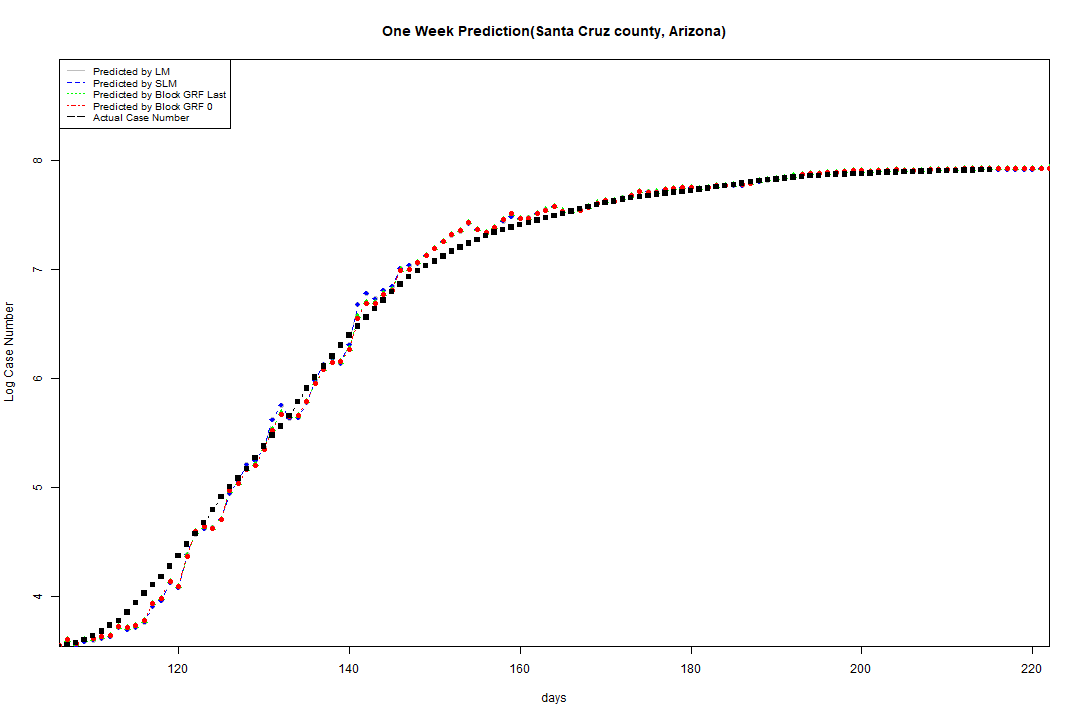 One Week Prediction(Santa Cruz county, Arizona)
Predicted by LM
Predicted by SLM
Predicted by Block GRF Last
Predicted by Block GRF 0
Actual Case Number
8
7
6
5
4
Log Case Number
120 140 160 180 200 220
days